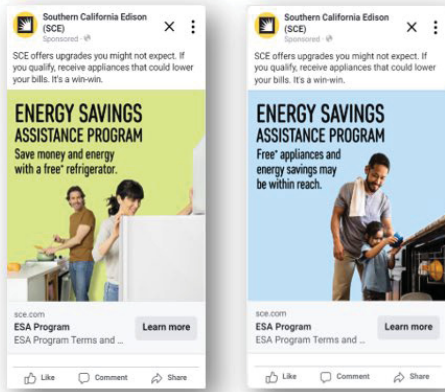 Southern California Edison
(SCE)
Sponsored ·
SCE offers upgrades you might not expect. If
you qualify, receive appliances that could lower
your bills. It's a win-win.
ENERGY SAVINGS
ASSISTANCE PROGRAM
Save money and energy
with a free* refrigerator.
sce.com
ESA Program
ESA Program Terms and ...
Learn more
Like
Comment
Share
Southern California Edison
(SCE)
Sponsored ·
SCE offers upgrades you might not expect. If
you qualify, receive appliances that could lower
your bills. It's a win-win.
ENERGY SAVINGS
ASSISTANCE PROGRAM
Free* appliances and
energy savings may
be within reach.
sce.com
ESA Program
ESA Program Terms and ...
Learn more
Like
Comment
Share